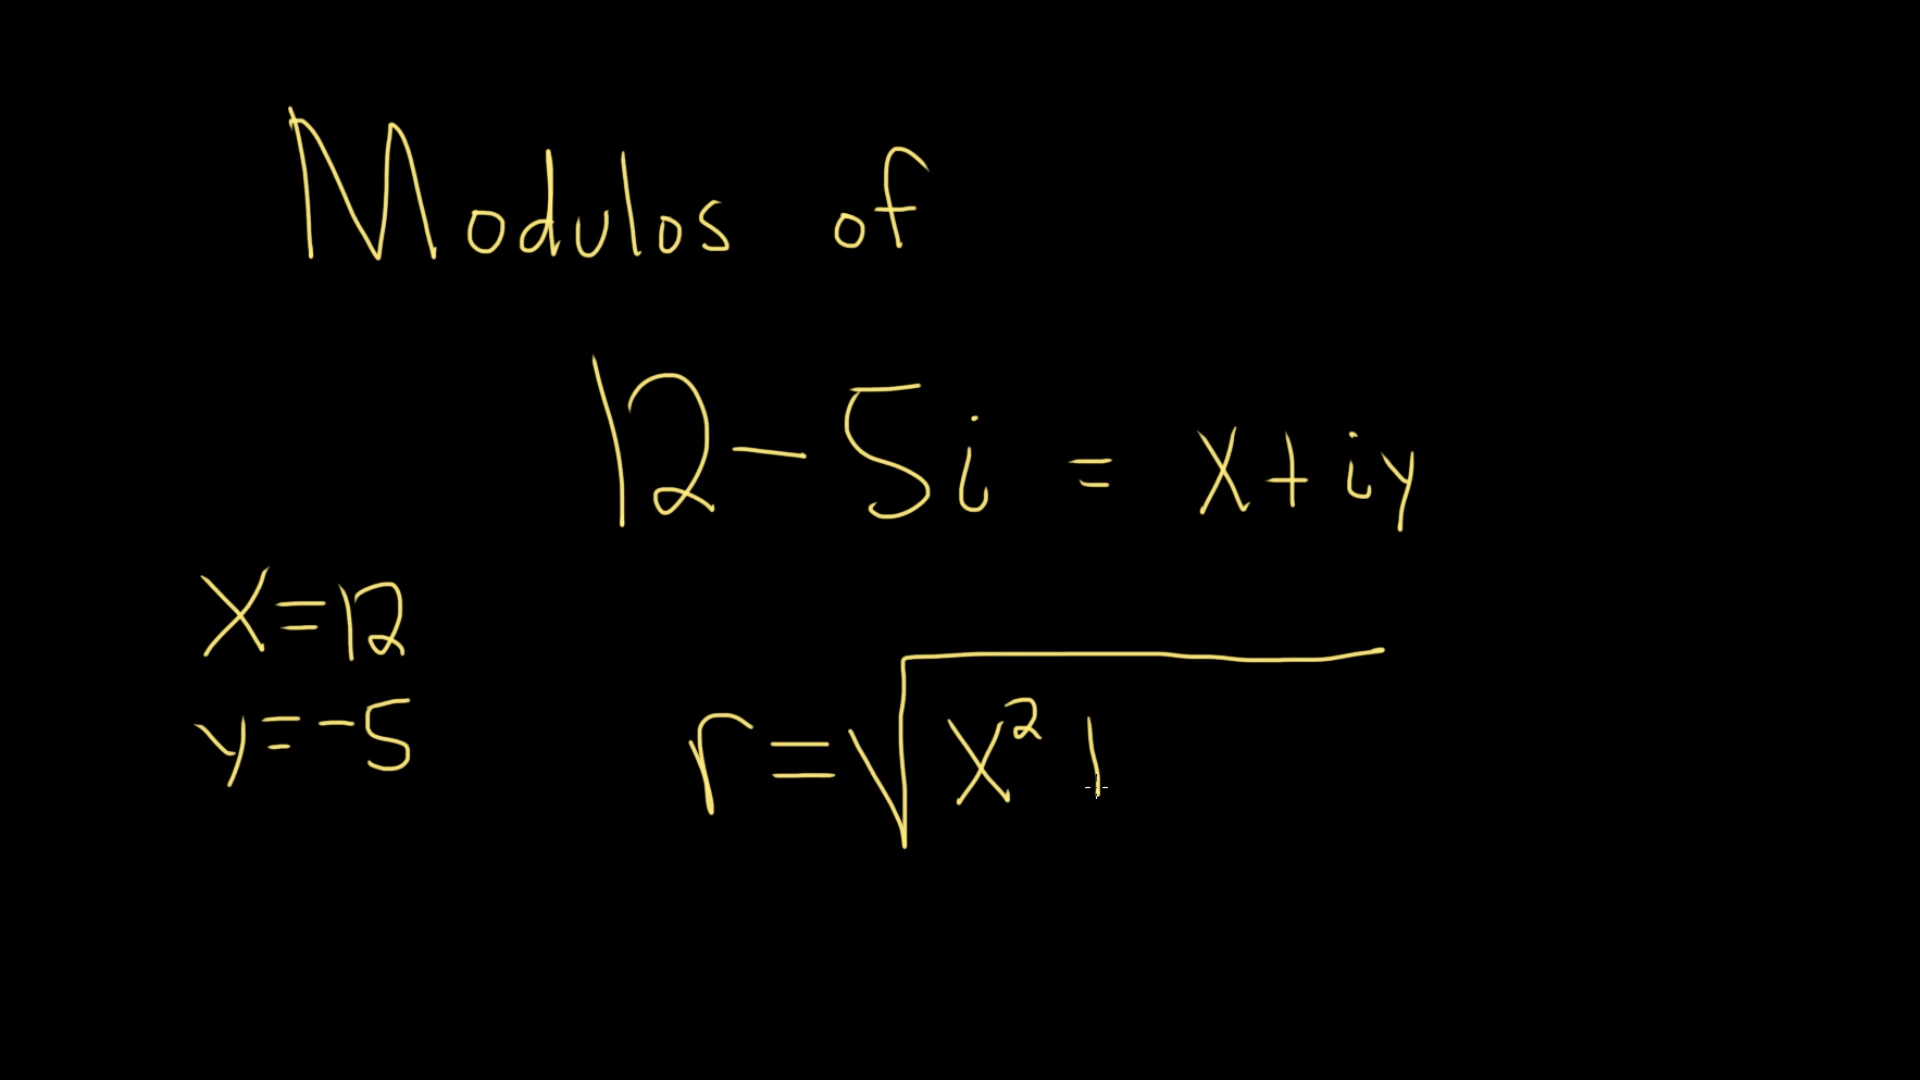 Modulos of
12 - 5i = x + iy
x = 12
y = -5
r = √x² |